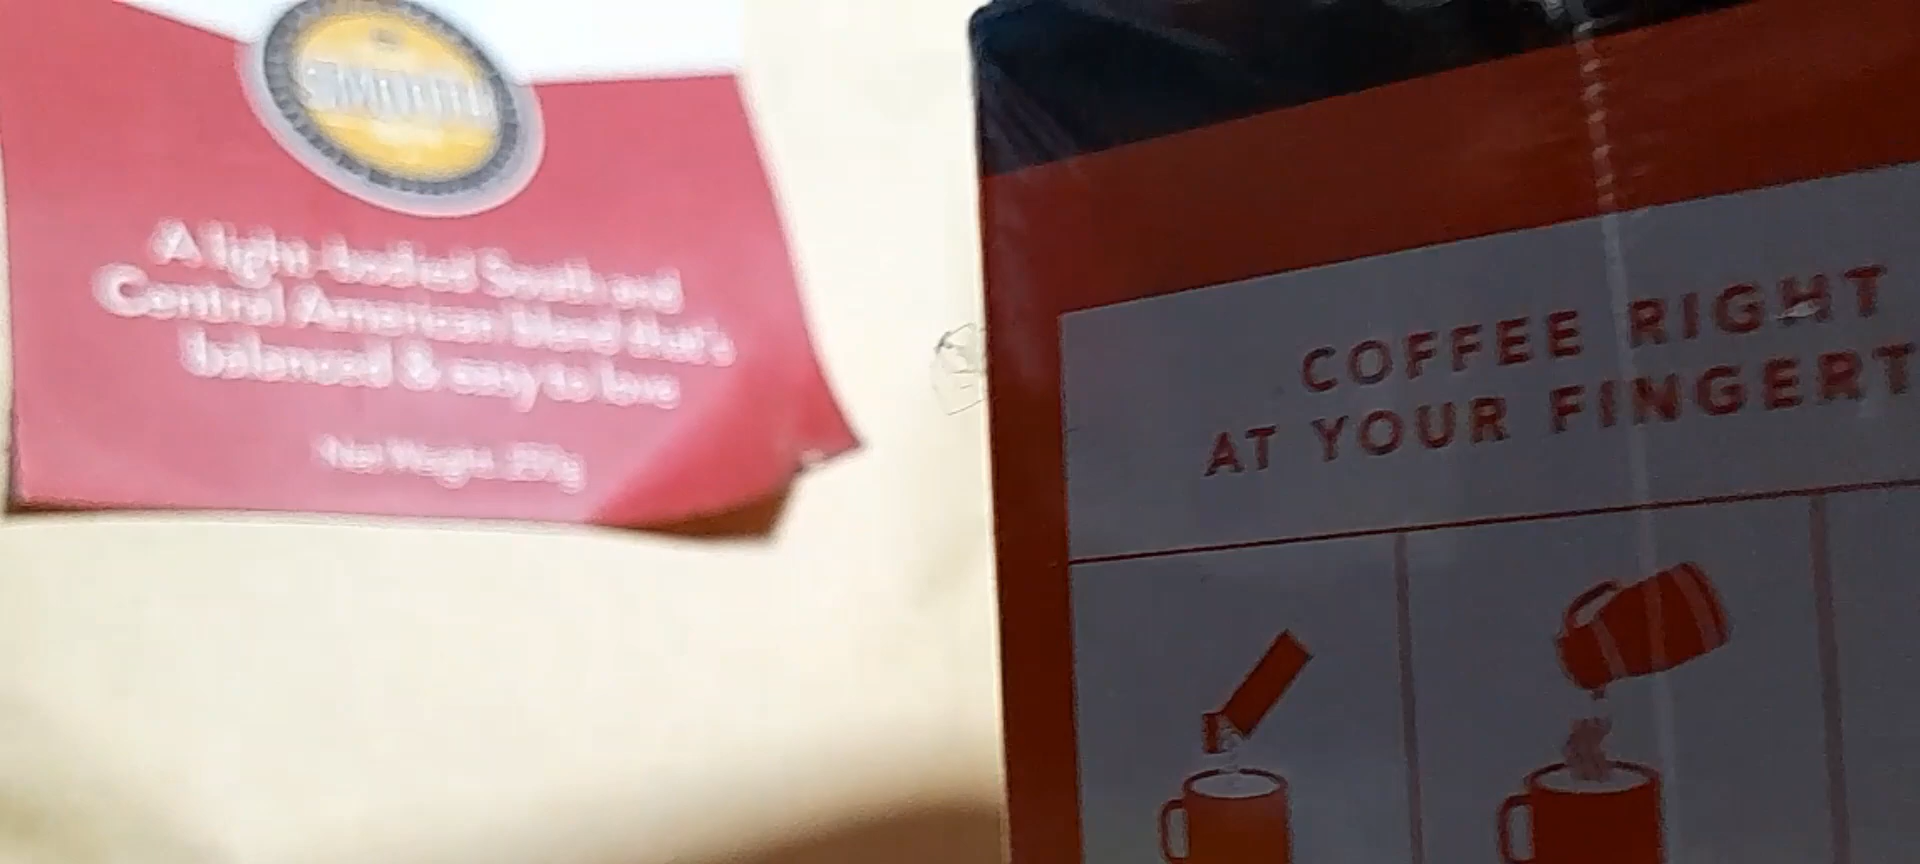 SMOOTH
A light-bodied South and
Central American blend that's
balanced & easy to love
Net Weight
COFFEE RIGHT
AT YOUR FINGERT